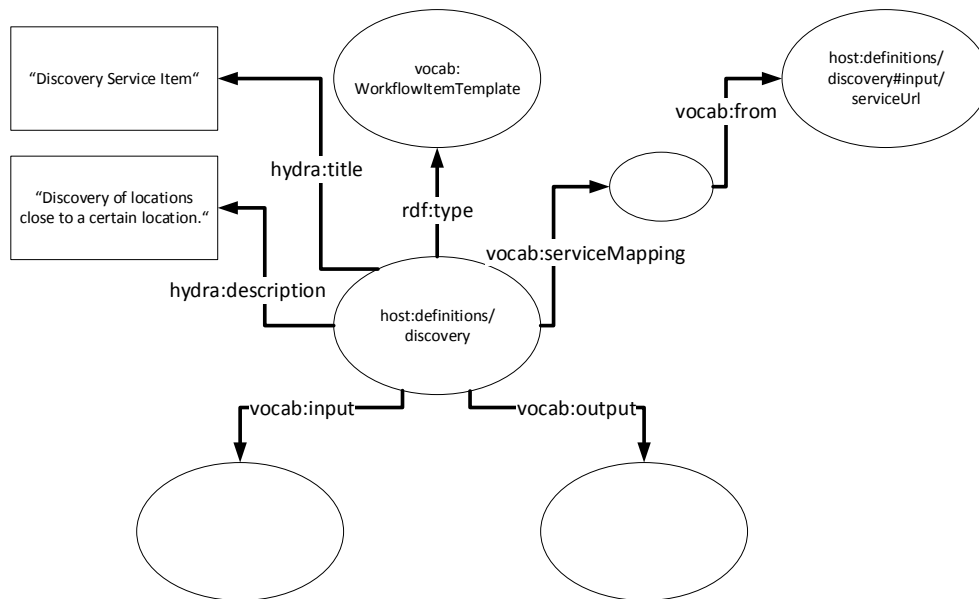 “Discovery Service Item“
vocab:
WorkflowItemTemplate
host:definitions/
discovery#input/
serviceUrl
vocab:from
hydra:title
“Discovery of locations
close to a certain location.“
rdf:type
vocab:serviceMapping
hydra:description
host:definitions/
discovery
vocab:input
vocab:output